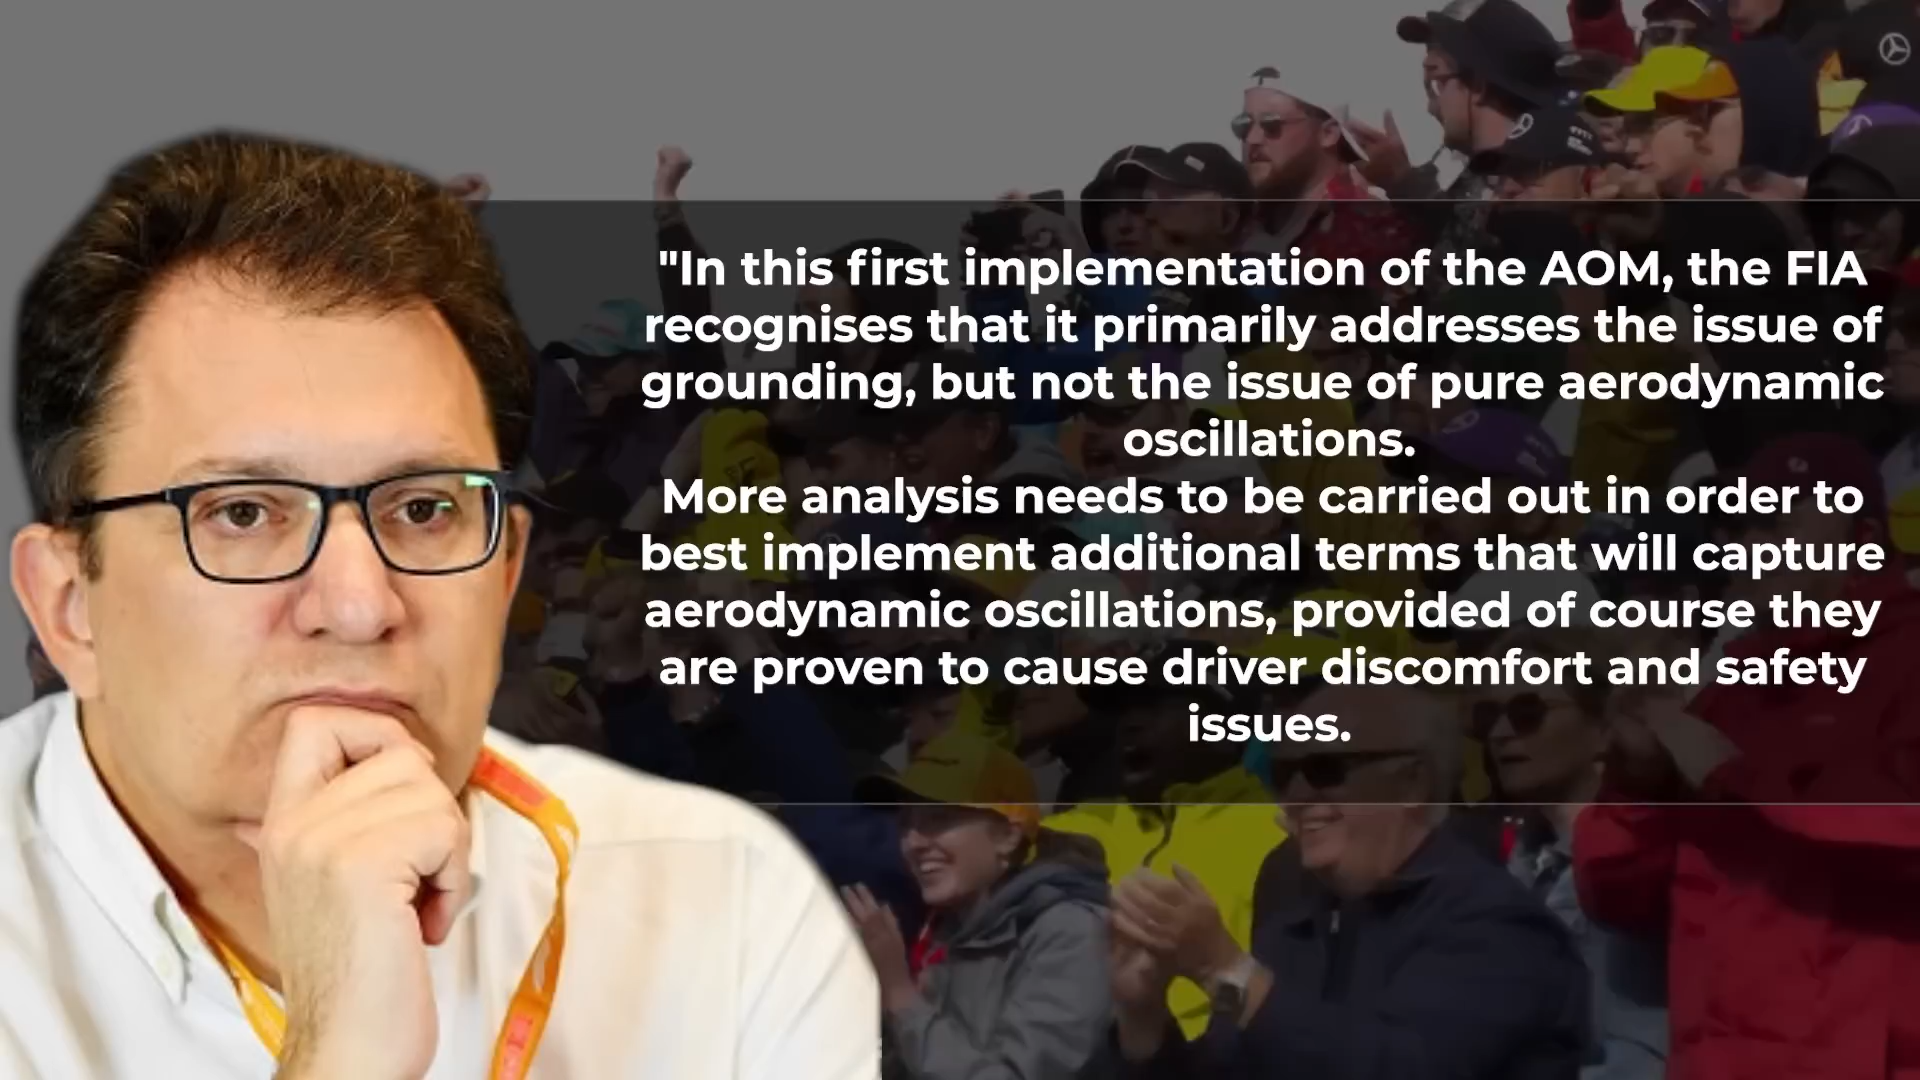 "In this first implementation of the AOM, the FIA
recognises that it primarily addresses the issue of
grounding, but not the issue of pure aerodynamic
oscillations.
More analysis needs to be carried out in order to
best implement additional terms that will capture
aerodynamic oscillations, provided of course they
are proven to cause driver discomfort and safety
issues.